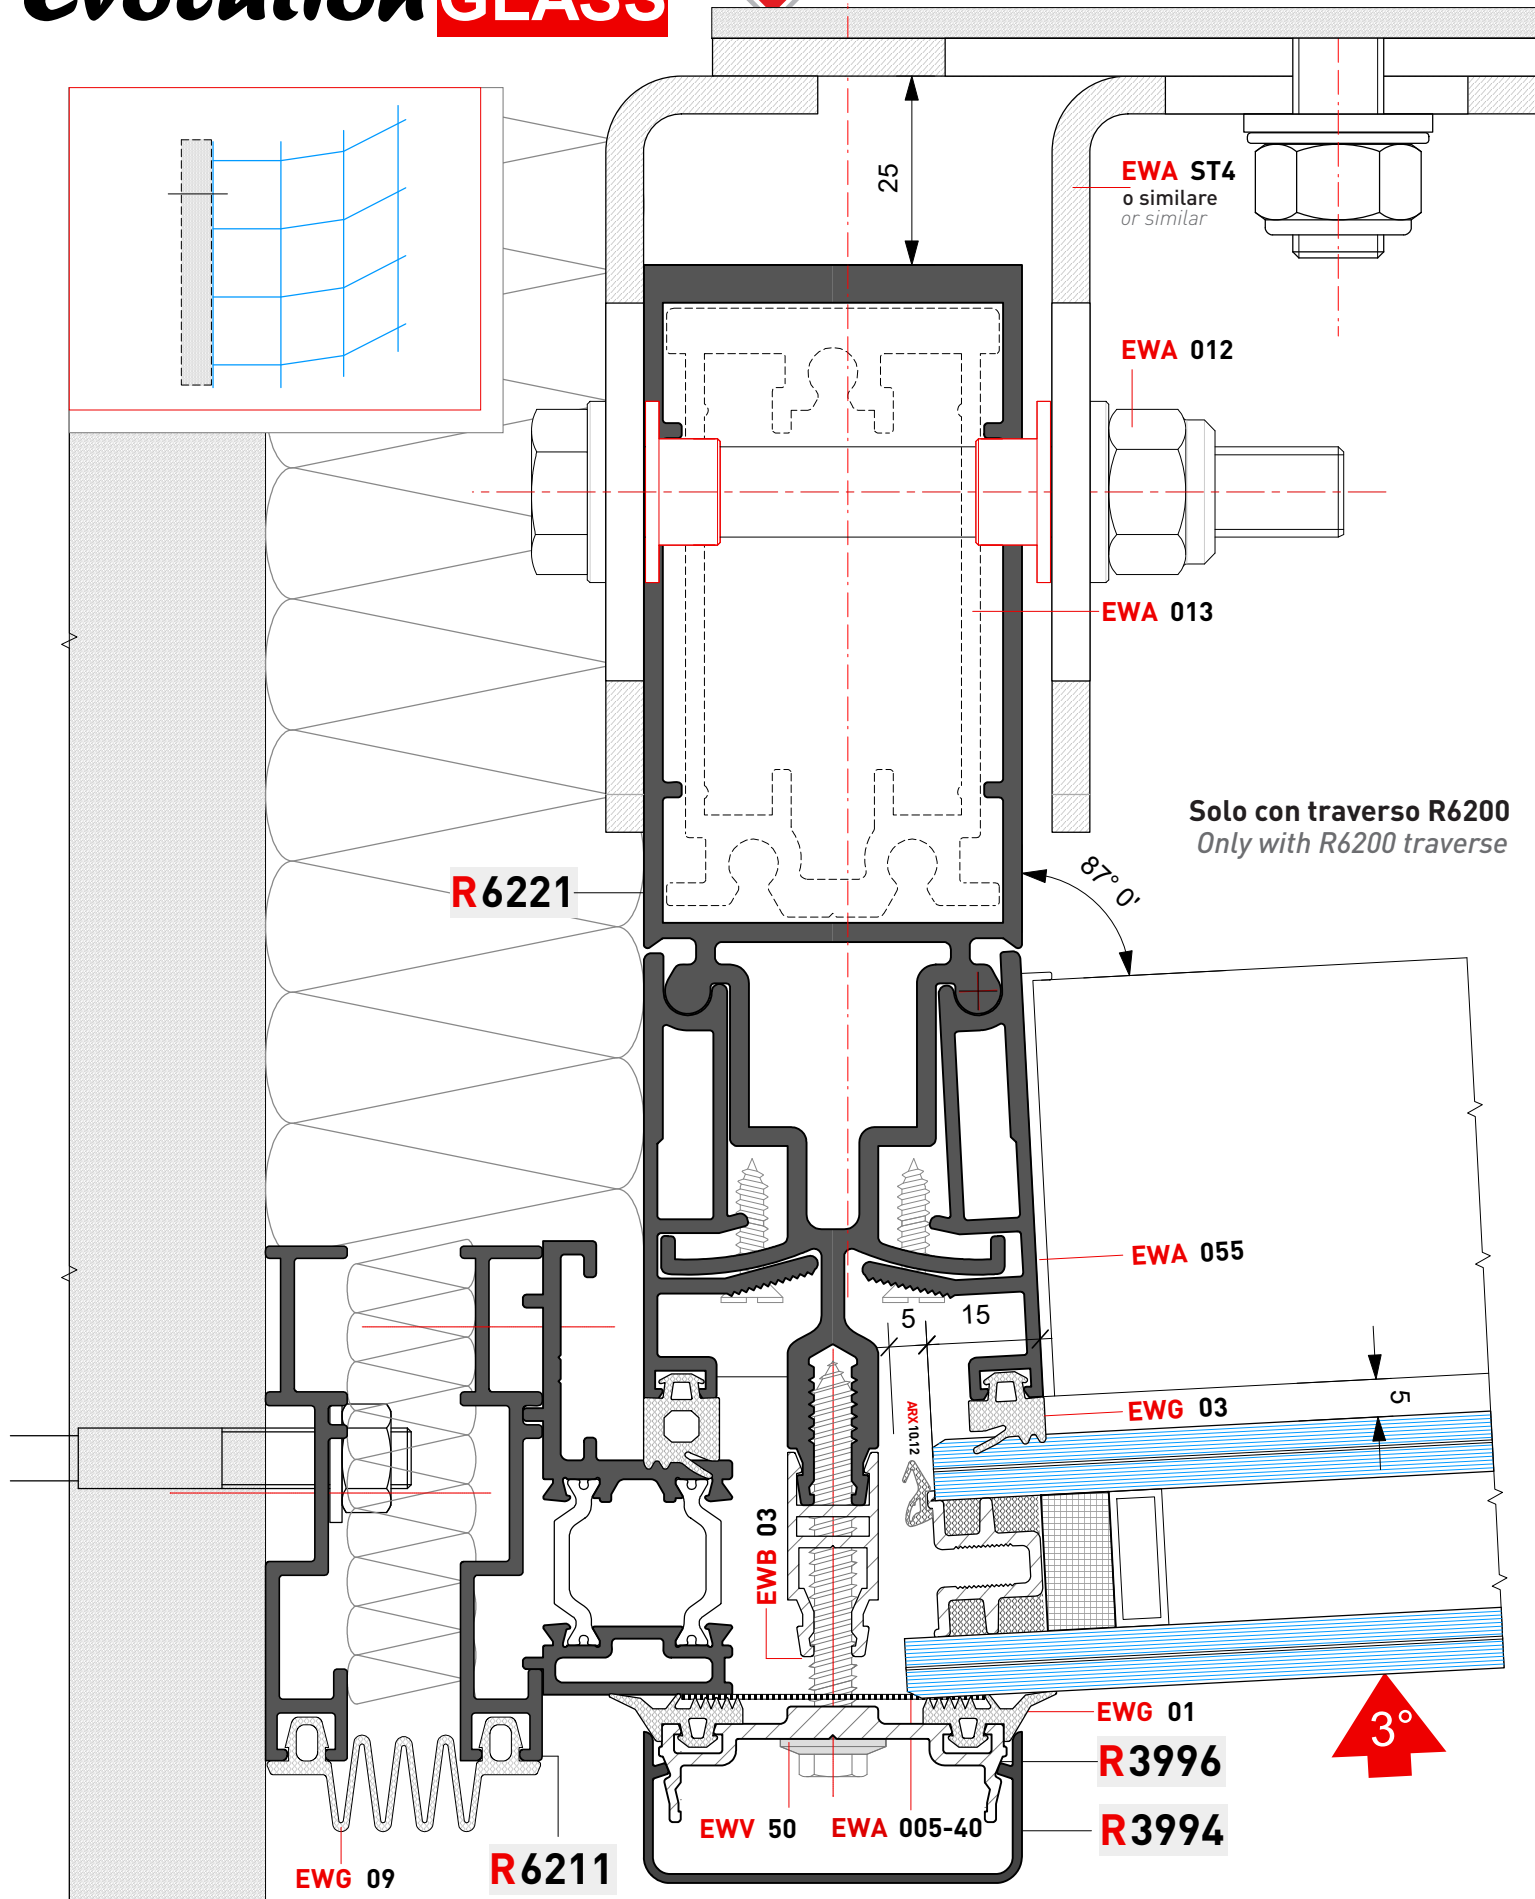 Evolution GLASS
25
EWA ST4
o similare
or similar
EWA 012
EWA 013
Solo con traverso R6200
Only with R6200 traverse
87° 0'
R6221
EWA 055
5 15
5
ARX10.12
EWG 03
EWB 03
EWG 01
3°
R3996
EWV 50 EWA 005-40
R3994
R6211
EWG 09